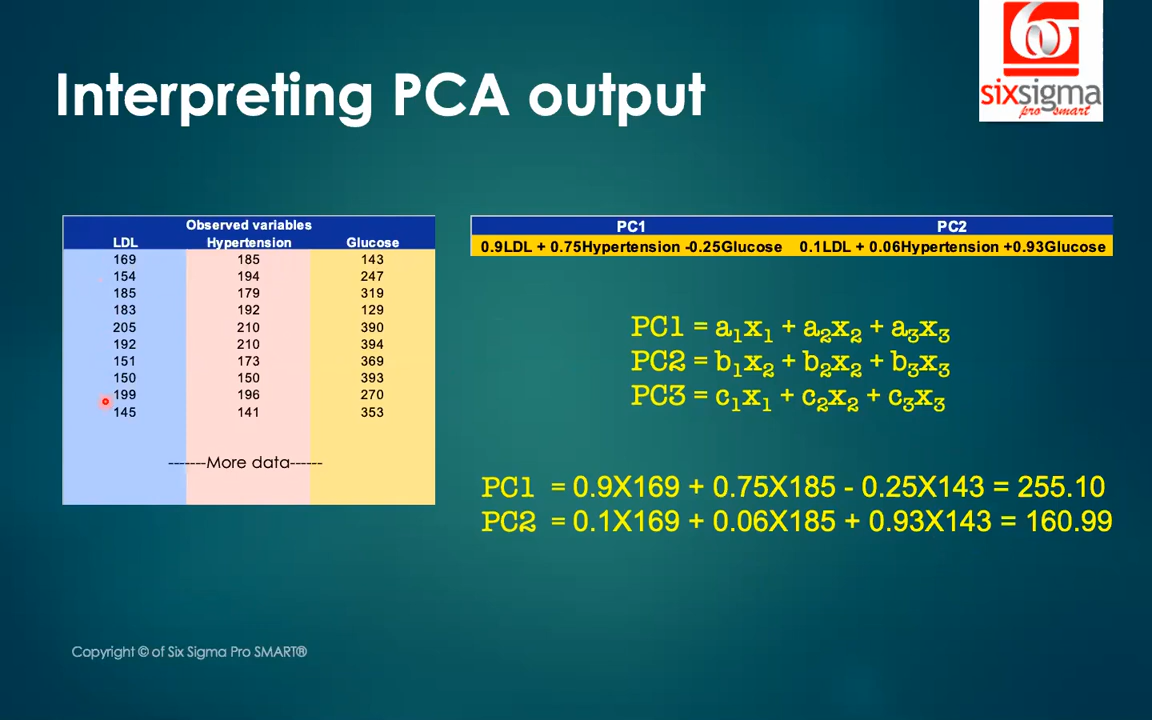 Interpreting PCA output
6σ
sixsigma
pro smart
Observed variables
LDL Hypertension Glucose
169 185 143
154 194 247
185 179 319
183 192 129
205 210 390
192 210 394
151 173 369
150 150 393
199 196 270
145 141 353
-------More data------
PC1 PC2
0.9LDL + 0.75Hypertension -0.25Glucose 0.1LDL + 0.06Hypertension +0.93Glucose
PC1 = a₁x₁ + a₂x₂ + a₃x₃
PC2 = b₁x₂ + b₂x₂ + b₃x₃
PC3 = c₁x₁ + c₂x₂ + c₃x₃
PC1 = 0.9X169 + 0.75X185 - 0.25X143 = 255.10
PC2 = 0.1X169 + 0.06X185 + 0.93X143 = 160.99
Copyright © of Six Sigma Pro SMART®